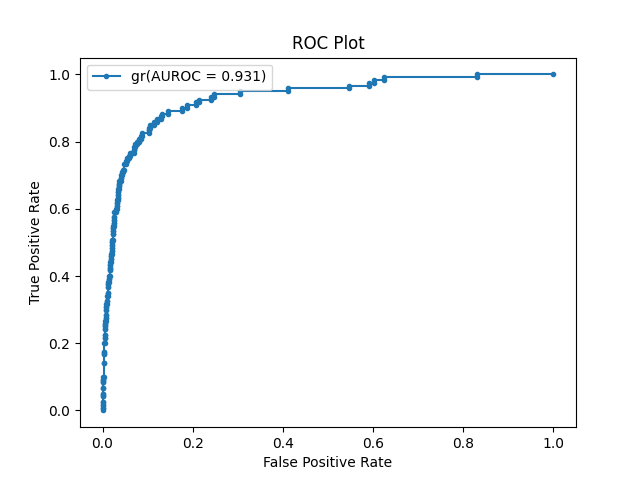 ROC Plot
gr(AUROC = 0.931)
1.0
0.8
0.6
0.4
0.2
0.0
True Positive Rate
0.0 0.2 0.4 0.6 0.8 1.0
False Positive Rate